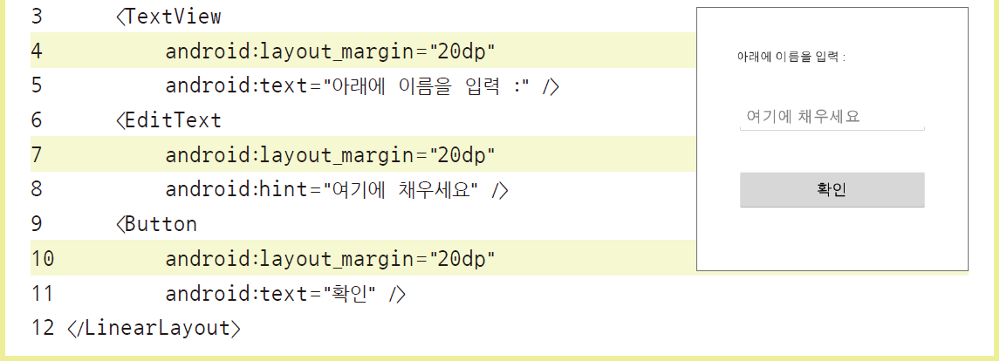 3 <TextView
4 android:layout_margin="20dp"
5 android:text="아래에 이름을 입력 :" />
6 <EditText
7 android:layout_margin="20dp"
8 android:hint="여기에 채우세요" />
9 <Button
10 android:layout_margin="20dp"
11 android:text="확인" />
12 </LinearLayout>
아래에 이름을 입력 :
여기에 채우세요
확인